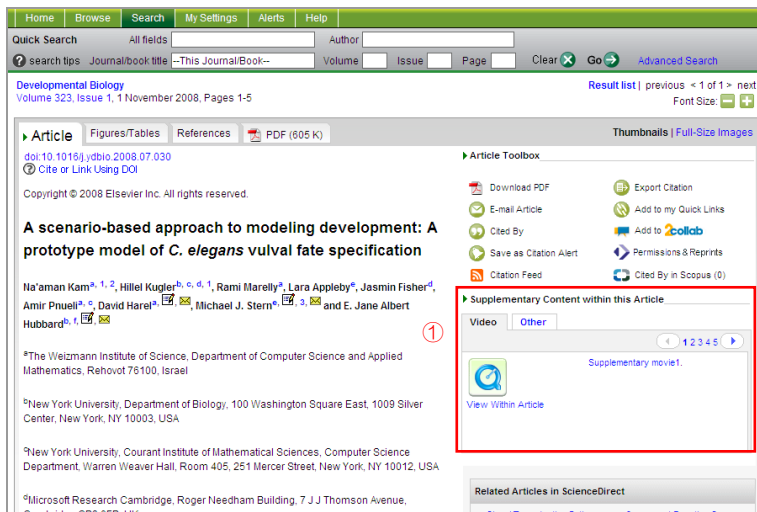 Home Browse Search My Settings Alerts Help
Quick Search All fields Author
? search tips Journal/book title --This Journal/Book-- Volume Issue Page Clear Go Advanced Search
Developmental Biology
Volume 323, Issue 1, 1 November 2008, Pages 1-5
Result list | previous < 1 of 1 > next
Font Size:
Article Figures/Tables References PDF (605 K)
Thumbnails | Full-Size Images
doi:10.1016/j.ydbio.2008.07.030
? Cite or Link Using DOI
Copyright © 2008 Elsevier Inc. All rights reserved.
A scenario-based approach to modeling development: A
prototype model of C. elegans vulval fate specification
Na'aman Kam a, 1, 2, Hillel Kugler b, c, d, 1, Rami Marelly a, Lara Appleby e, Jasmin Fisher d,
Amir Pnueli a, c, David Harel a, Michael J. Stern e, 3, and E. Jane Albert
Hubbard b, f,
aThe Weizmann Institute of Science, Department of Computer Science and Applied
Mathematics, Rehovot 76100, Israel
bNew York University, Department of Biology, 100 Washington Square East, 1009 Silver
Center, New York, NY 10003, USA
cNew York University, Courant Institute of Mathematical Sciences, Computer Science
Department, Warren Weaver Hall, Room 405, 251 Mercer Street, New York, NY 10012, USA
dMicrosoft Research Cambridge, Roger Needham Building, 7 J J Thomson Avenue,
Article Toolbox
Download PDF Export Citation
E-mail Article Add to my Quick Links
Cited By Add to 2collab
Save as Citation Alert Permissions & Reprints
Citation Feed Cited By in Scopus (0)
①
Supplementary Content within this Article
Video Other
1 2 3 4 5
Supplementary movie1.
View Within Article
Related Articles in ScienceDirect